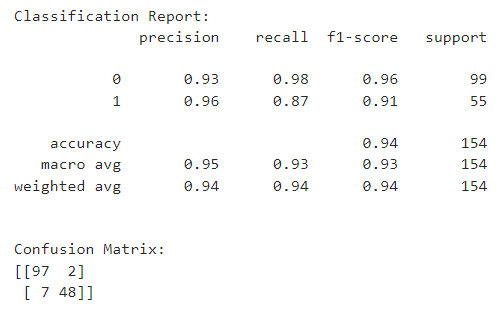 Classification Report:
precision recall f1-score support
0 0.93 0.98 0.96 99
1 0.96 0.87 0.91 55
accuracy 0.94 154
macro avg 0.95 0.93 0.93 154
weighted avg 0.94 0.94 0.94 154
Confusion Matrix:
[[97 2]
[ 7 48]]